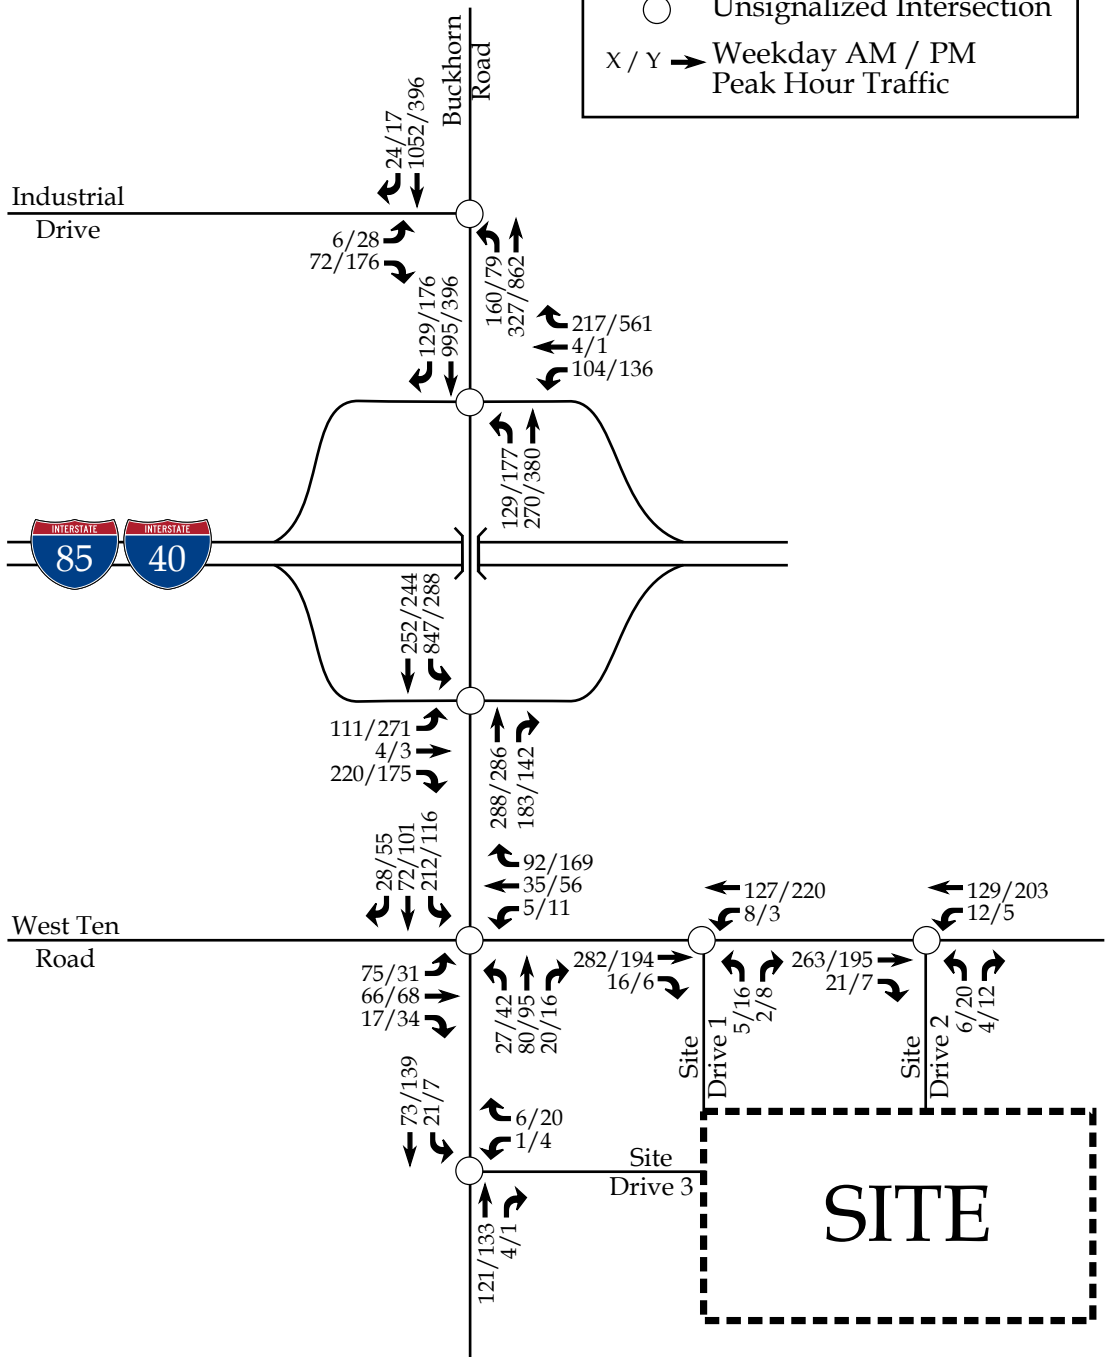 Unsignalized Intersection
X / Y Weekday AM / PM
Peak Hour Traffic
Buckhorn
Road
24/17
1052/396
Industrial
Drive
6/28
72/176
160/79
327/862
129/176
995/396
217/561
4/1
104/136
129/177
270/380
INTERSTATE
85
INTERSTATE
40
252/244
847/288
111/271
4/3
220/175
288/286
183/142
28/55
72/101
212/116
92/169
35/56
5/11
West Ten
Road
75/31
66/68
17/34
27/42
80/95
20/16
127/220
8/3
282/194
16/6
5/16
2/8
129/203
12/5
263/195
21/7
6/20
4/12
Site
Drive 1
Site
Drive 2
73/139
21/7
6/20
1/4
Site
Drive 3
121/133
4/1
SITE